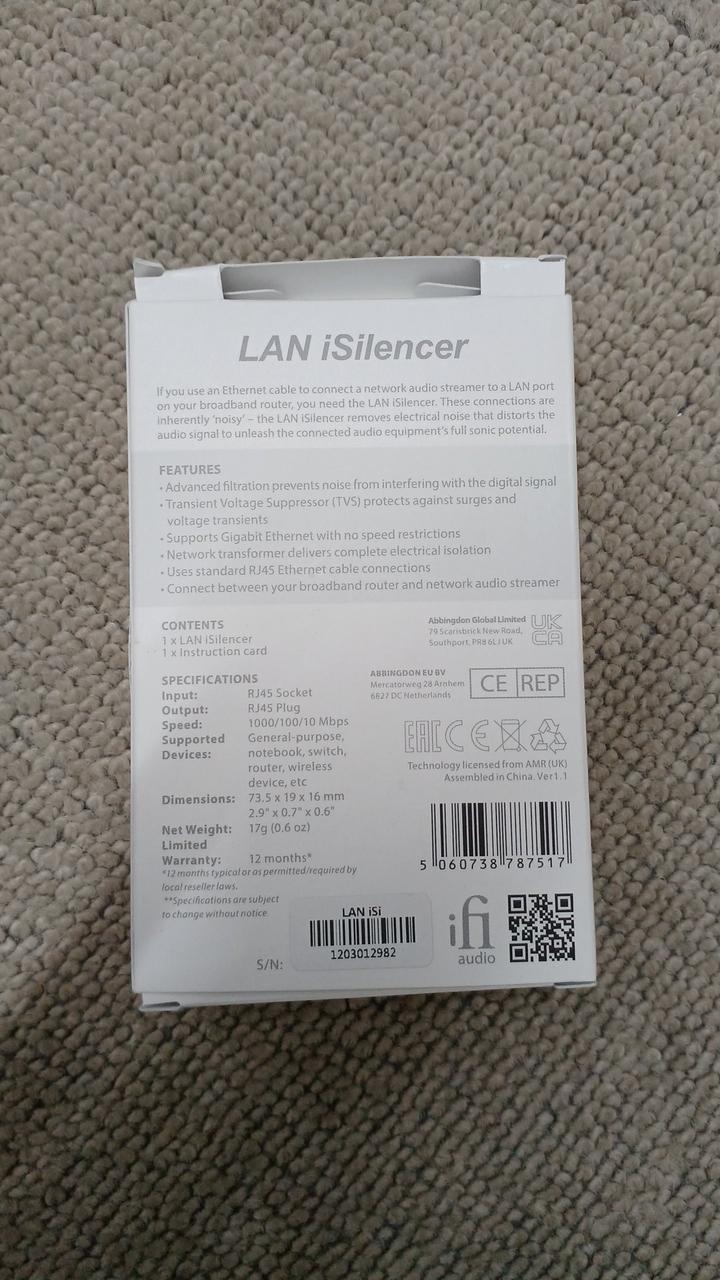 LAN iSilencer
If you use an Ethernet cable to connect a network audio streamer to a LAN port
on your broadband router, you need the LAN iSilencer. These connections are
inherently ‘noisy’ – the LAN iSilencer removes electrical noise that distorts the
audio signal to unleash the connected audio equipment’s full sonic potential.
FEATURES
• Advanced filtration prevents noise from interfering with the digital signal
• Transient Voltage Suppressor (TVS) protects against surges and
voltage transients
• Supports Gigabit Ethernet with no speed restrictions
• Network transformer delivers complete electrical isolation
• Uses standard RJ45 Ethernet cable connections
• Connect between your broadband router and network audio streamer
CONTENTS
1 x LAN iSilencer
1 x Instruction card
Abbingdon Global Limited
79 Scarisbrick New Road,
Southport, PR8 6LJ UK
UK
CA
SPECIFICATIONS
Input: RJ45 Socket
Output: RJ45 Plug
Speed: 1000/100/10 Mbps
Supported General-purpose,
Devices: notebook, switch,
router, wireless
device, etc
Dimensions: 73.5 x 19 x 16 mm
2.9" x 0.7" x 0.6"
Net Weight: 17g (0.6 oz)
Limited
Warranty: 12 months*
*12 months typical or as permitted/required by
local reseller laws.
**Specifications are subject
to change without notice
ABBINGDON EU BV
Mercatorweg 28 Arnhem
6827 DC Netherlands
CE REP
EAC CE
Technology licensed from AMR (UK)
Assembled in China. Ver1.1
5 060738 787517
S/N:
LAN iSi
1203012982
ifi
audio